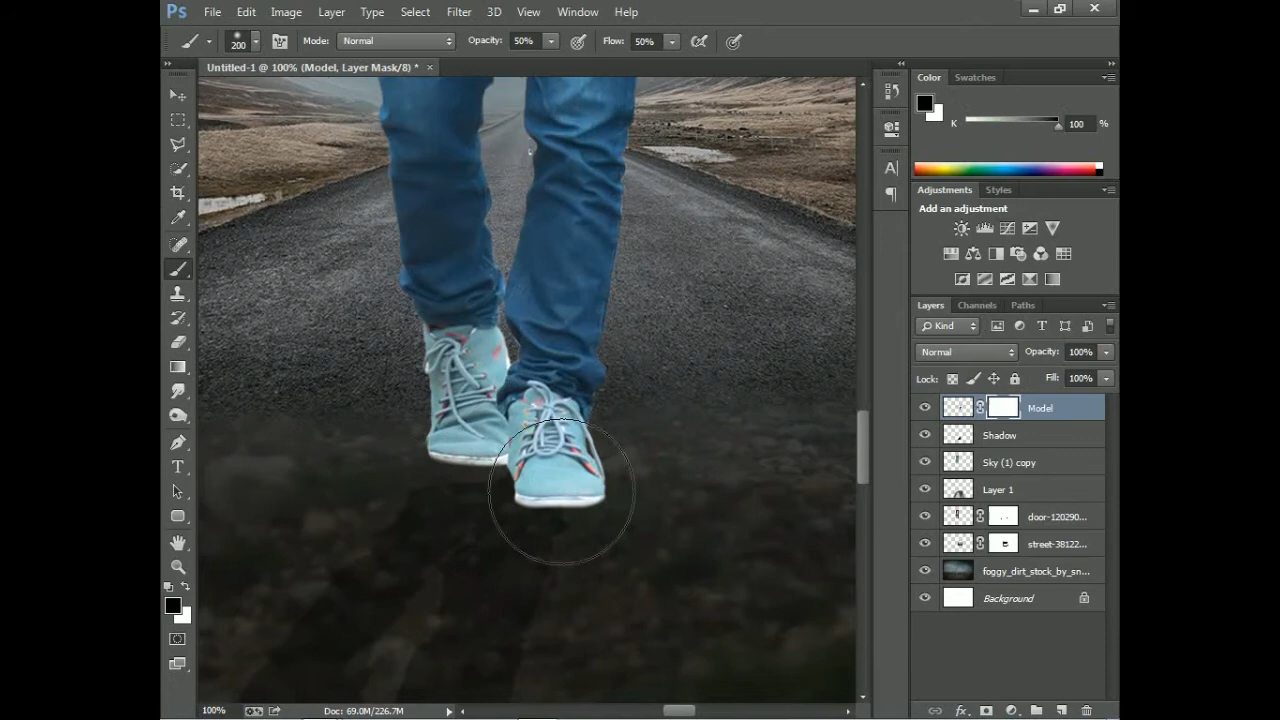 Ps File Edit Image Layer Type Select Filter 3D View Window Help
200 Mode: Normal Opacity: 50% Flow: 50%
Untitled-1 @ 100% (Model, Layer Mask/8) * ×
Color Swatches
K 100 %
Adjustments Styles
Add an adjustment
Layers Channels Paths
Kind
Normal Opacity: 100%
Lock: Fill: 100%
Model
Shadow
Sky (1) copy
Layer 1
door-120290...
street-38122...
foggy_dirt_stock_by_sn...
Background
100% Doc: 69.0M/226.7M